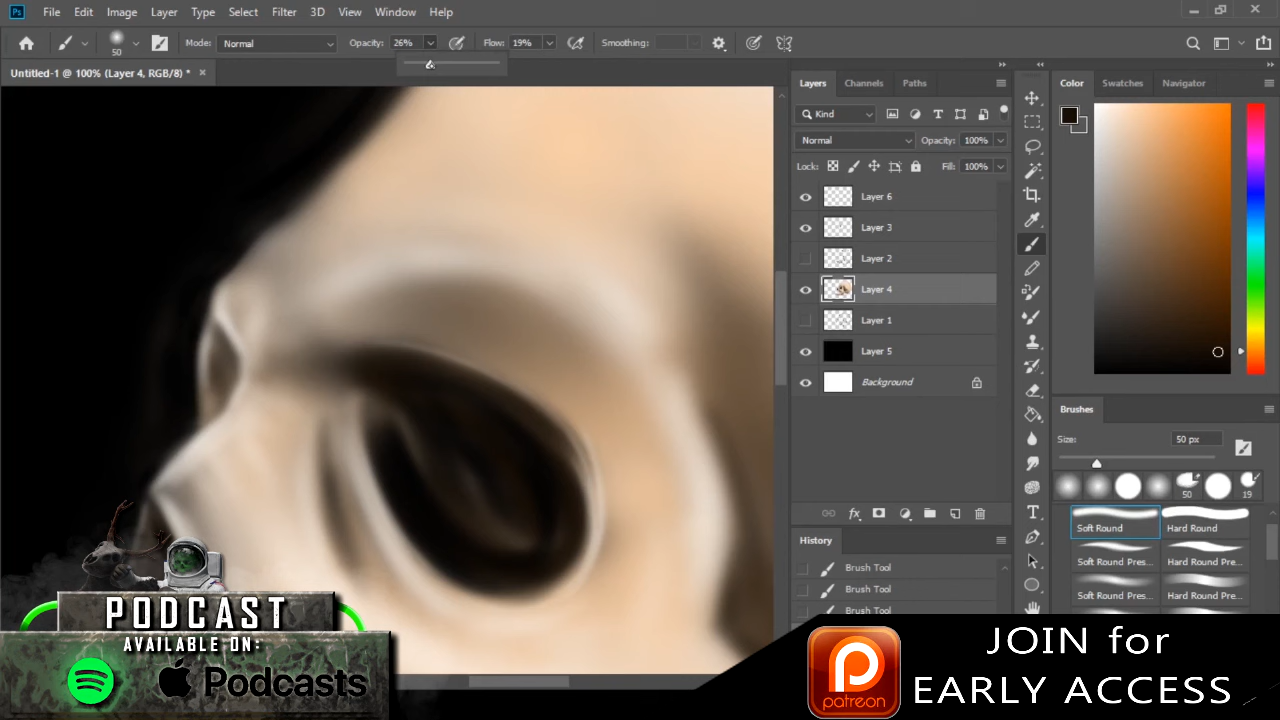 Ps File Edit Image Layer Type Select Filter 3D View Window Help
50 Mode: Normal Opacity: 26% Flow: 19% Smoothing:
Untitled-1 @ 100% (Layer 4, RGB/8) * ×
Layers Channels Paths
Kind
Normal Opacity: 100%
Lock: Fill: 100%
Layer 6
Layer 3
Layer 2
Layer 4
Layer 1
Layer 5
Background
fx
History
Brush Tool
Brush Tool
Brush Tool
Color Swatches Navigator
Brushes
Size: 50 px
50 19
Soft Round Hard Round
Soft Round Pres... Hard Round Pre...
Soft Round Pres... Hard Round Pre...
PODCAST
AVAILABLE ON:
Podcasts
patreon
JOIN for
EARLY ACCESS